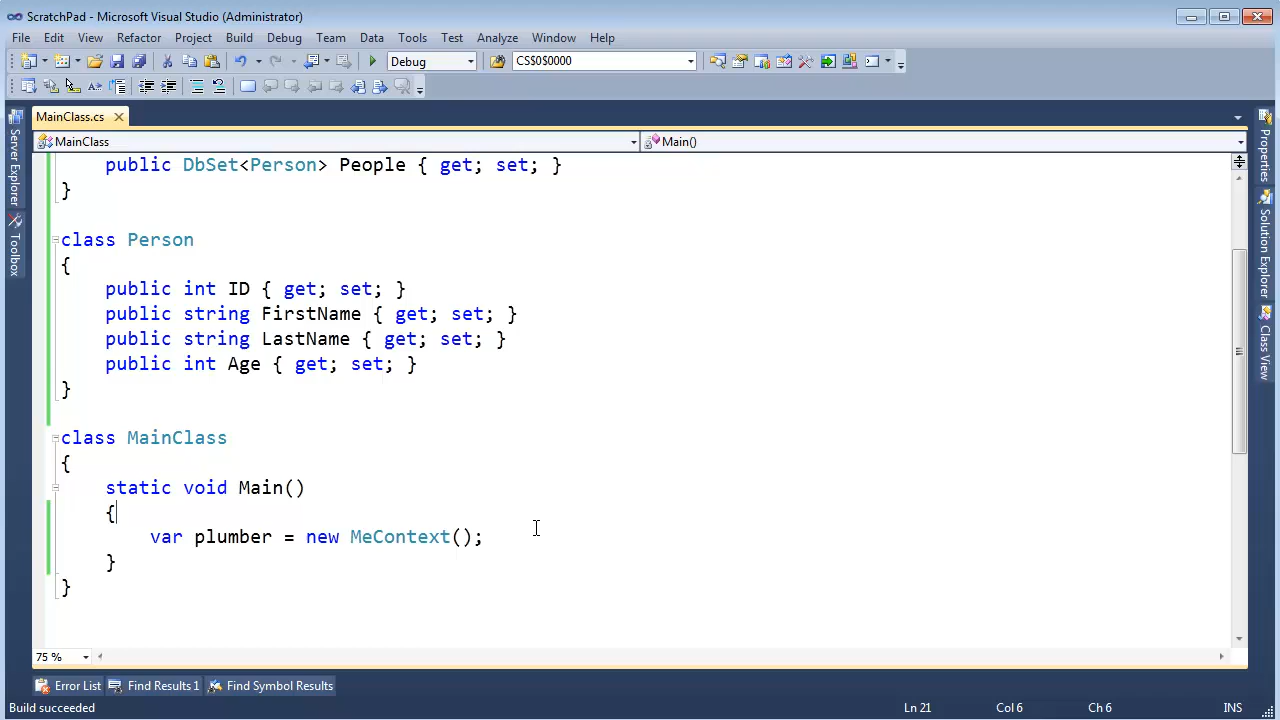 ScratchPad - Microsoft Visual Studio (Administrator)
File Edit View Refactor Project Build Debug Team Data Tools Test Analyze Window Help
Debug CS$0$0000
MainClass.cs
MainClass Main()
public DbSet<Person> People { get; set; }
}
class Person
{
public int ID { get; set; }
public string FirstName { get; set; }
public string LastName { get; set; }
public int Age { get; set; }
}
class MainClass
{
static void Main()
{
var plumber = new MeContext();
}
}
75 %
Error List Find Results 1 Find Symbol Results
Build succeeded Ln 21 Col 6 Ch 6 INS
Server Explorer
Toolbox
Properties
Solution Explorer
Class View